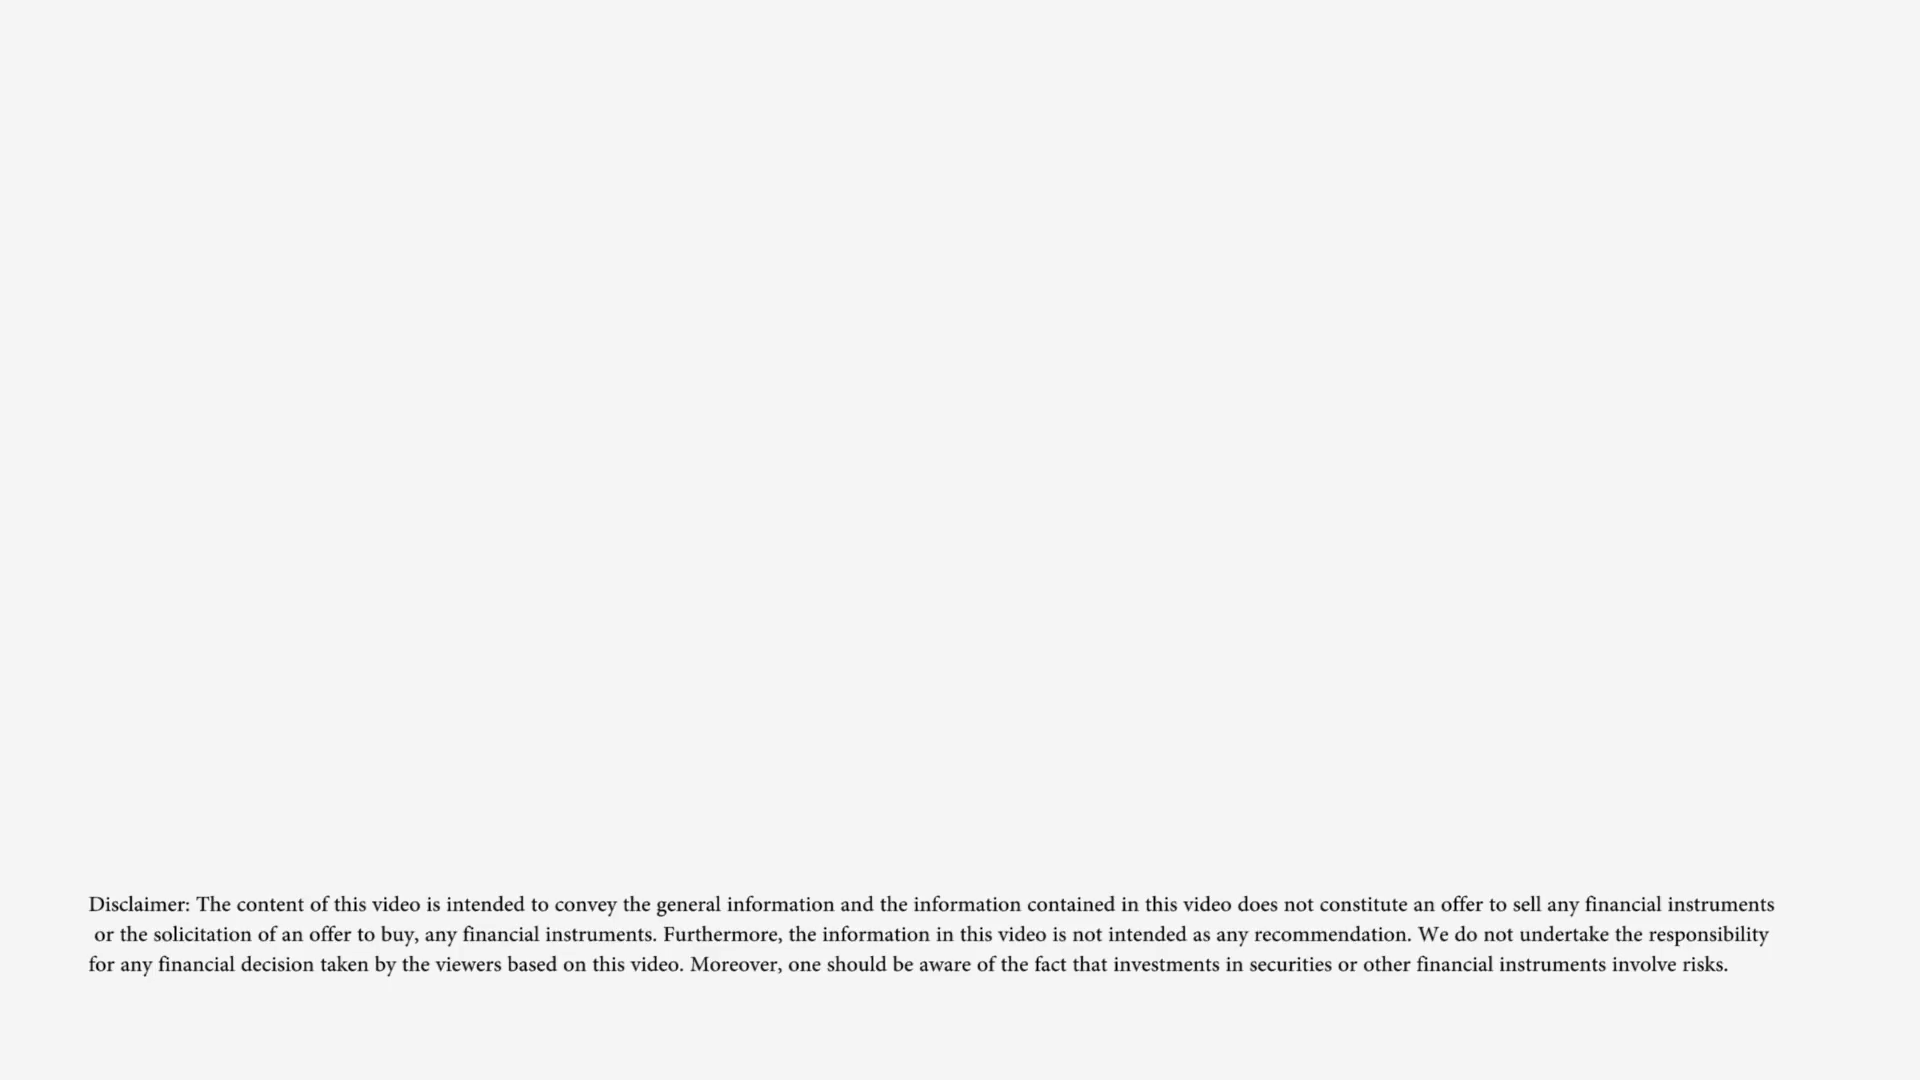 Disclaimer: The content of this video is intended to convey the general information and the information contained in this video does not constitute an offer to sell any financial instruments
or the solicitation of an offer to buy, any financial instruments. Furthermore, the information in this video is not intended as any recommendation. We do not undertake the responsibility
for any financial decision taken by the viewers based on this video. Moreover, one should be aware of the fact that investments in securities or other financial instruments involve risks.